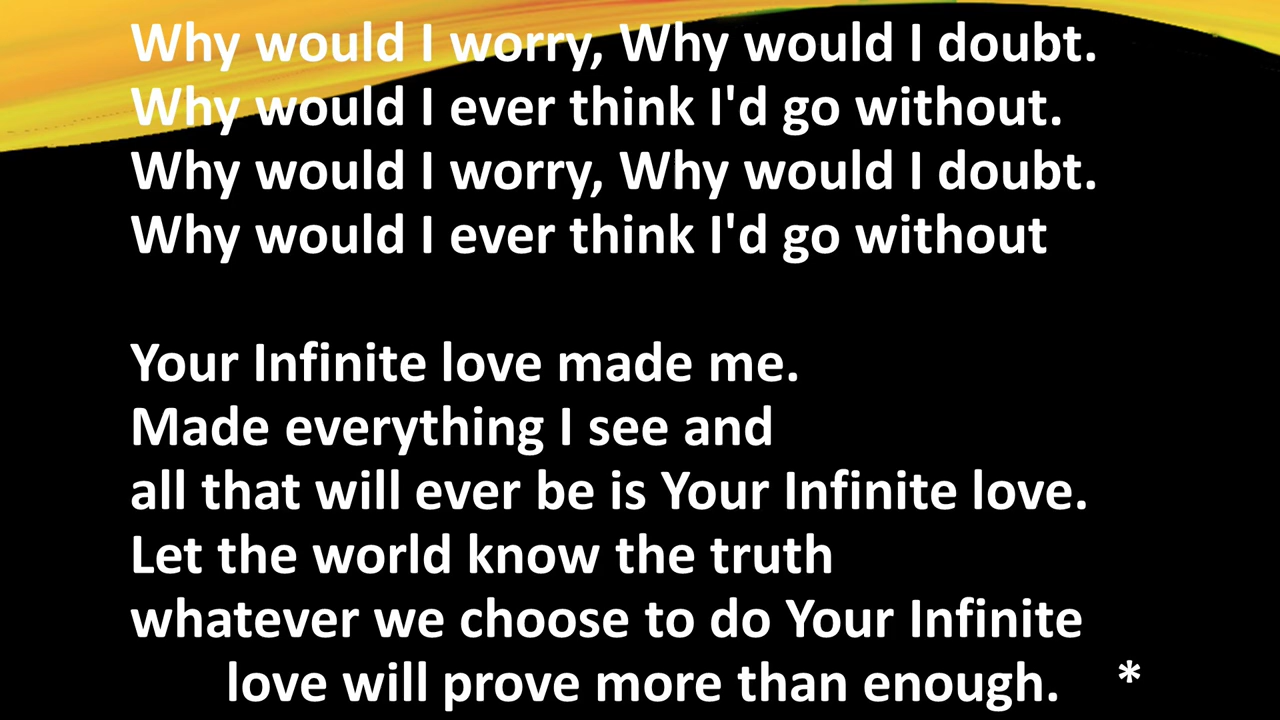 Why would I worry, Why would I doubt.
Why would I ever think I'd go without.
Why would I worry, Why would I doubt.
Why would I ever think I'd go without
Your Infinite love made me.
Made everything I see and
all that will ever be is Your Infinite love.
Let the world know the truth
whatever we choose to do Your Infinite
love will prove more than enough. *